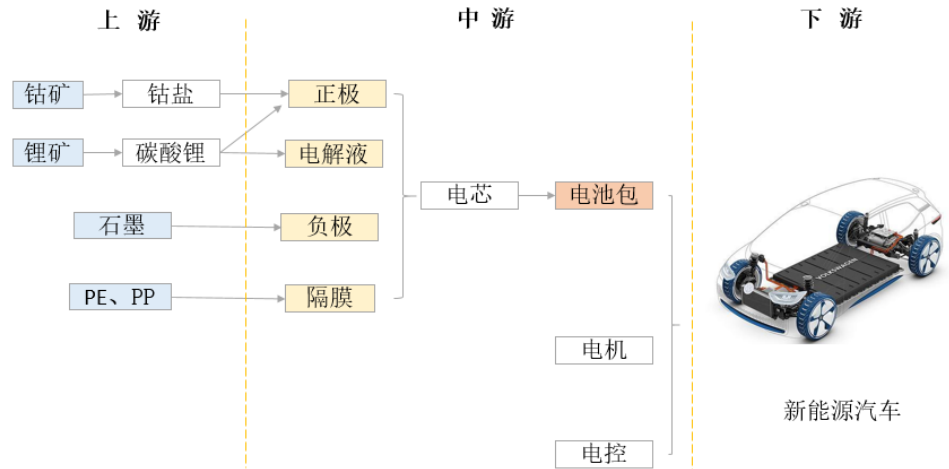 上 游
中 游
下 游
钴矿
钴盐
正极
锂矿
碳酸锂
电解液
石墨
负极
PE、PP
隔膜
电芯
电池包
电机
电控
VOLKSWAGEN
新能源汽车